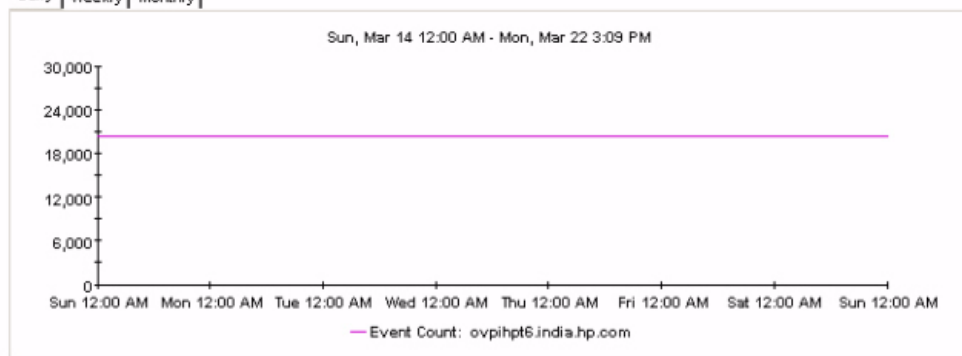 Daily Weekly Monthly
Sun, Mar 14 12:00 AM - Mon, Mar 22 3:09 PM
30,000
24,000
18,000
12,000
6,000
0
Sun 12:00 AM Mon 12:00 AM Tue 12:00 AM Wed 12:00 AM Thu 12:00 AM Fri 12:00 AM Sat 12:00 AM Sun 12:00 AM
Event Count: ovpihpt6.india.hp.com